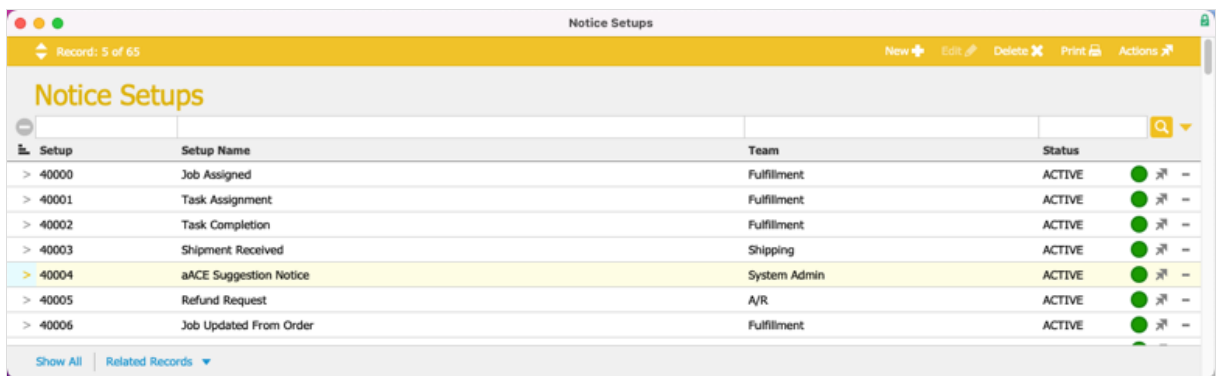 Notice Setups
Record: 5 of 65 New Edit Delete Print Actions
Notice Setups
Setup Setup Name Team Status
> 40000 Job Assigned Fulfillment ACTIVE
> 40001 Task Assignment Fulfillment ACTIVE
> 40002 Task Completion Fulfillment ACTIVE
> 40003 Shipment Received Shipping ACTIVE
> 40004 aACE Suggestion Notice System Admin ACTIVE
> 40005 Refund Request A/R ACTIVE
> 40006 Job Updated From Order Fulfillment ACTIVE
Show All Related Records